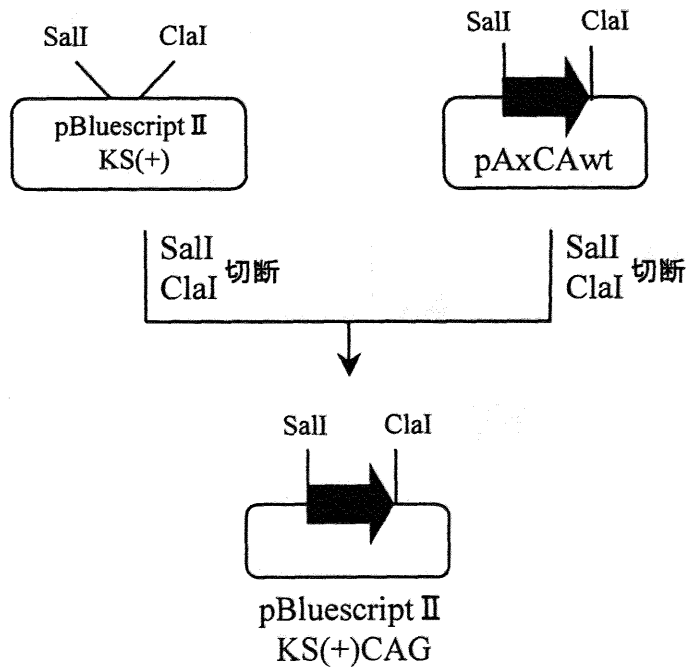 SalI
ClaI
pBluescript Ⅱ
KS(+)
SalI
ClaI
pAxCAwt
SalI
ClaI
切断
SalI
ClaI
切断
SalI
ClaI
pBluescript Ⅱ
KS(+)CAG